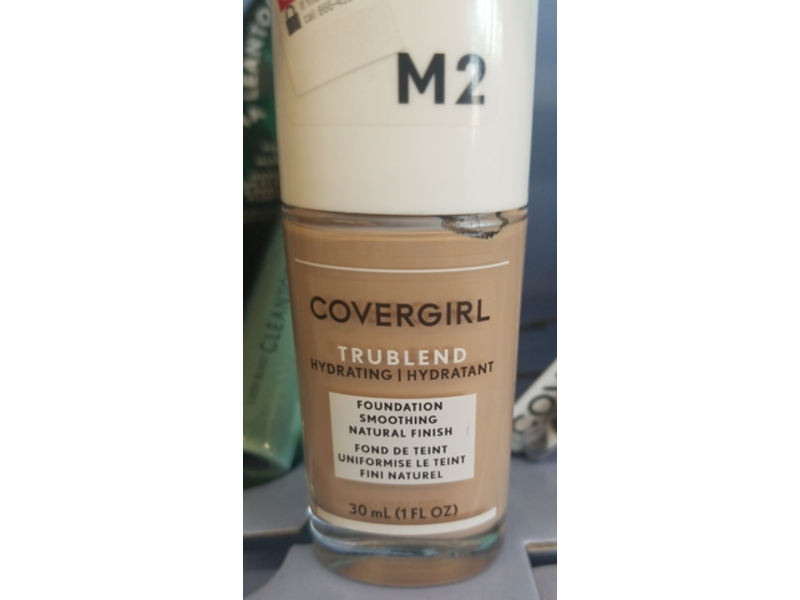 M2
COVERGIRL
TRUBLEND
HYDRATING | HYDRATANT
FOUNDATION
SMOOTHING
NATURAL FINISH
FOND DE TEINT
UNIFORMISE LE TEINT
FINI NATUREL
30 mL (1 FL OZ)